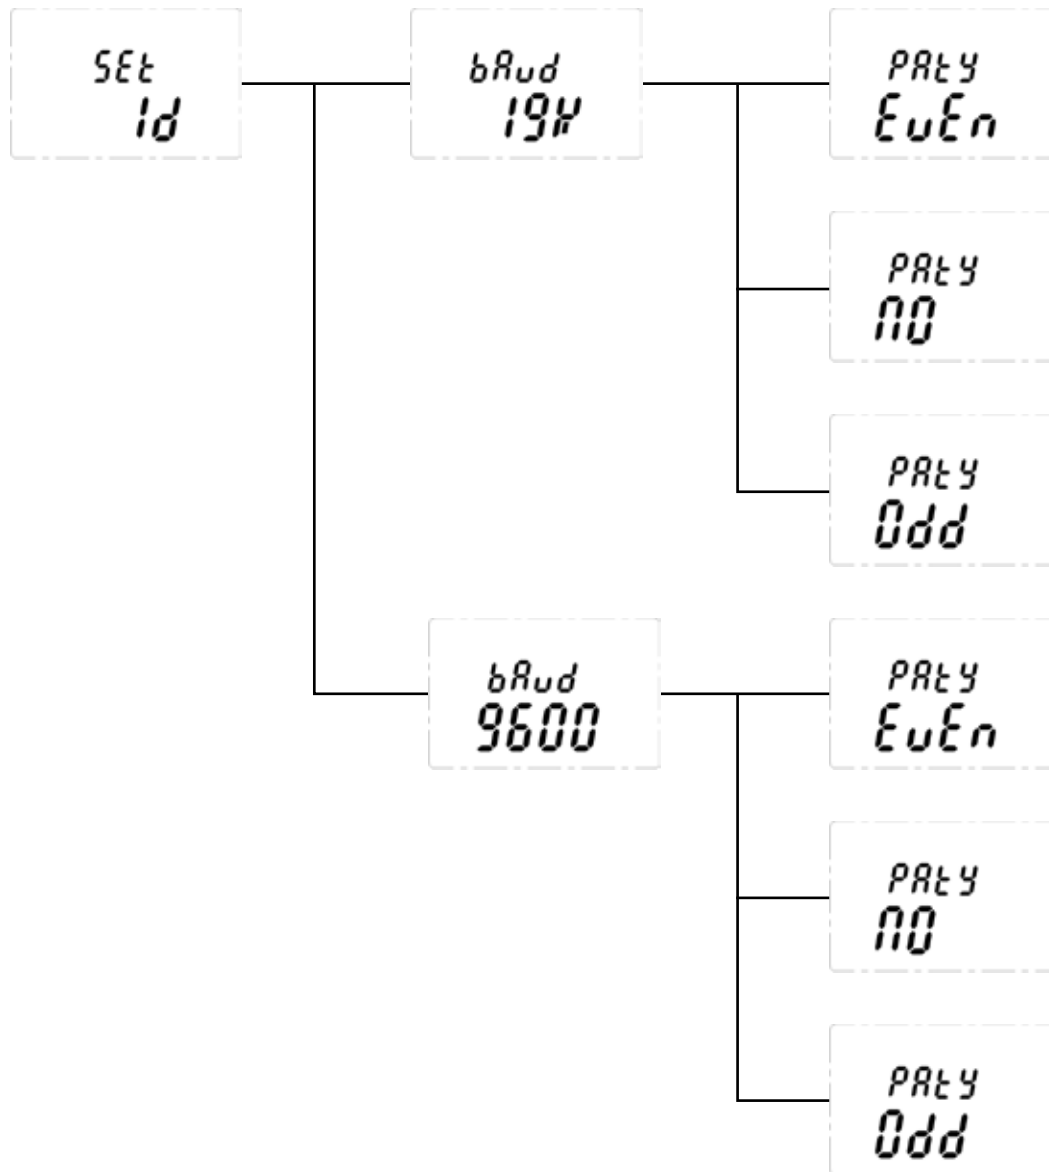 SEt
Id
bAud
19K
PAtY
EvEn
PAtY
NO
PAtY
Odd
bAud
9600
PAtY
EvEn
PAtY
NO
PAtY
Odd